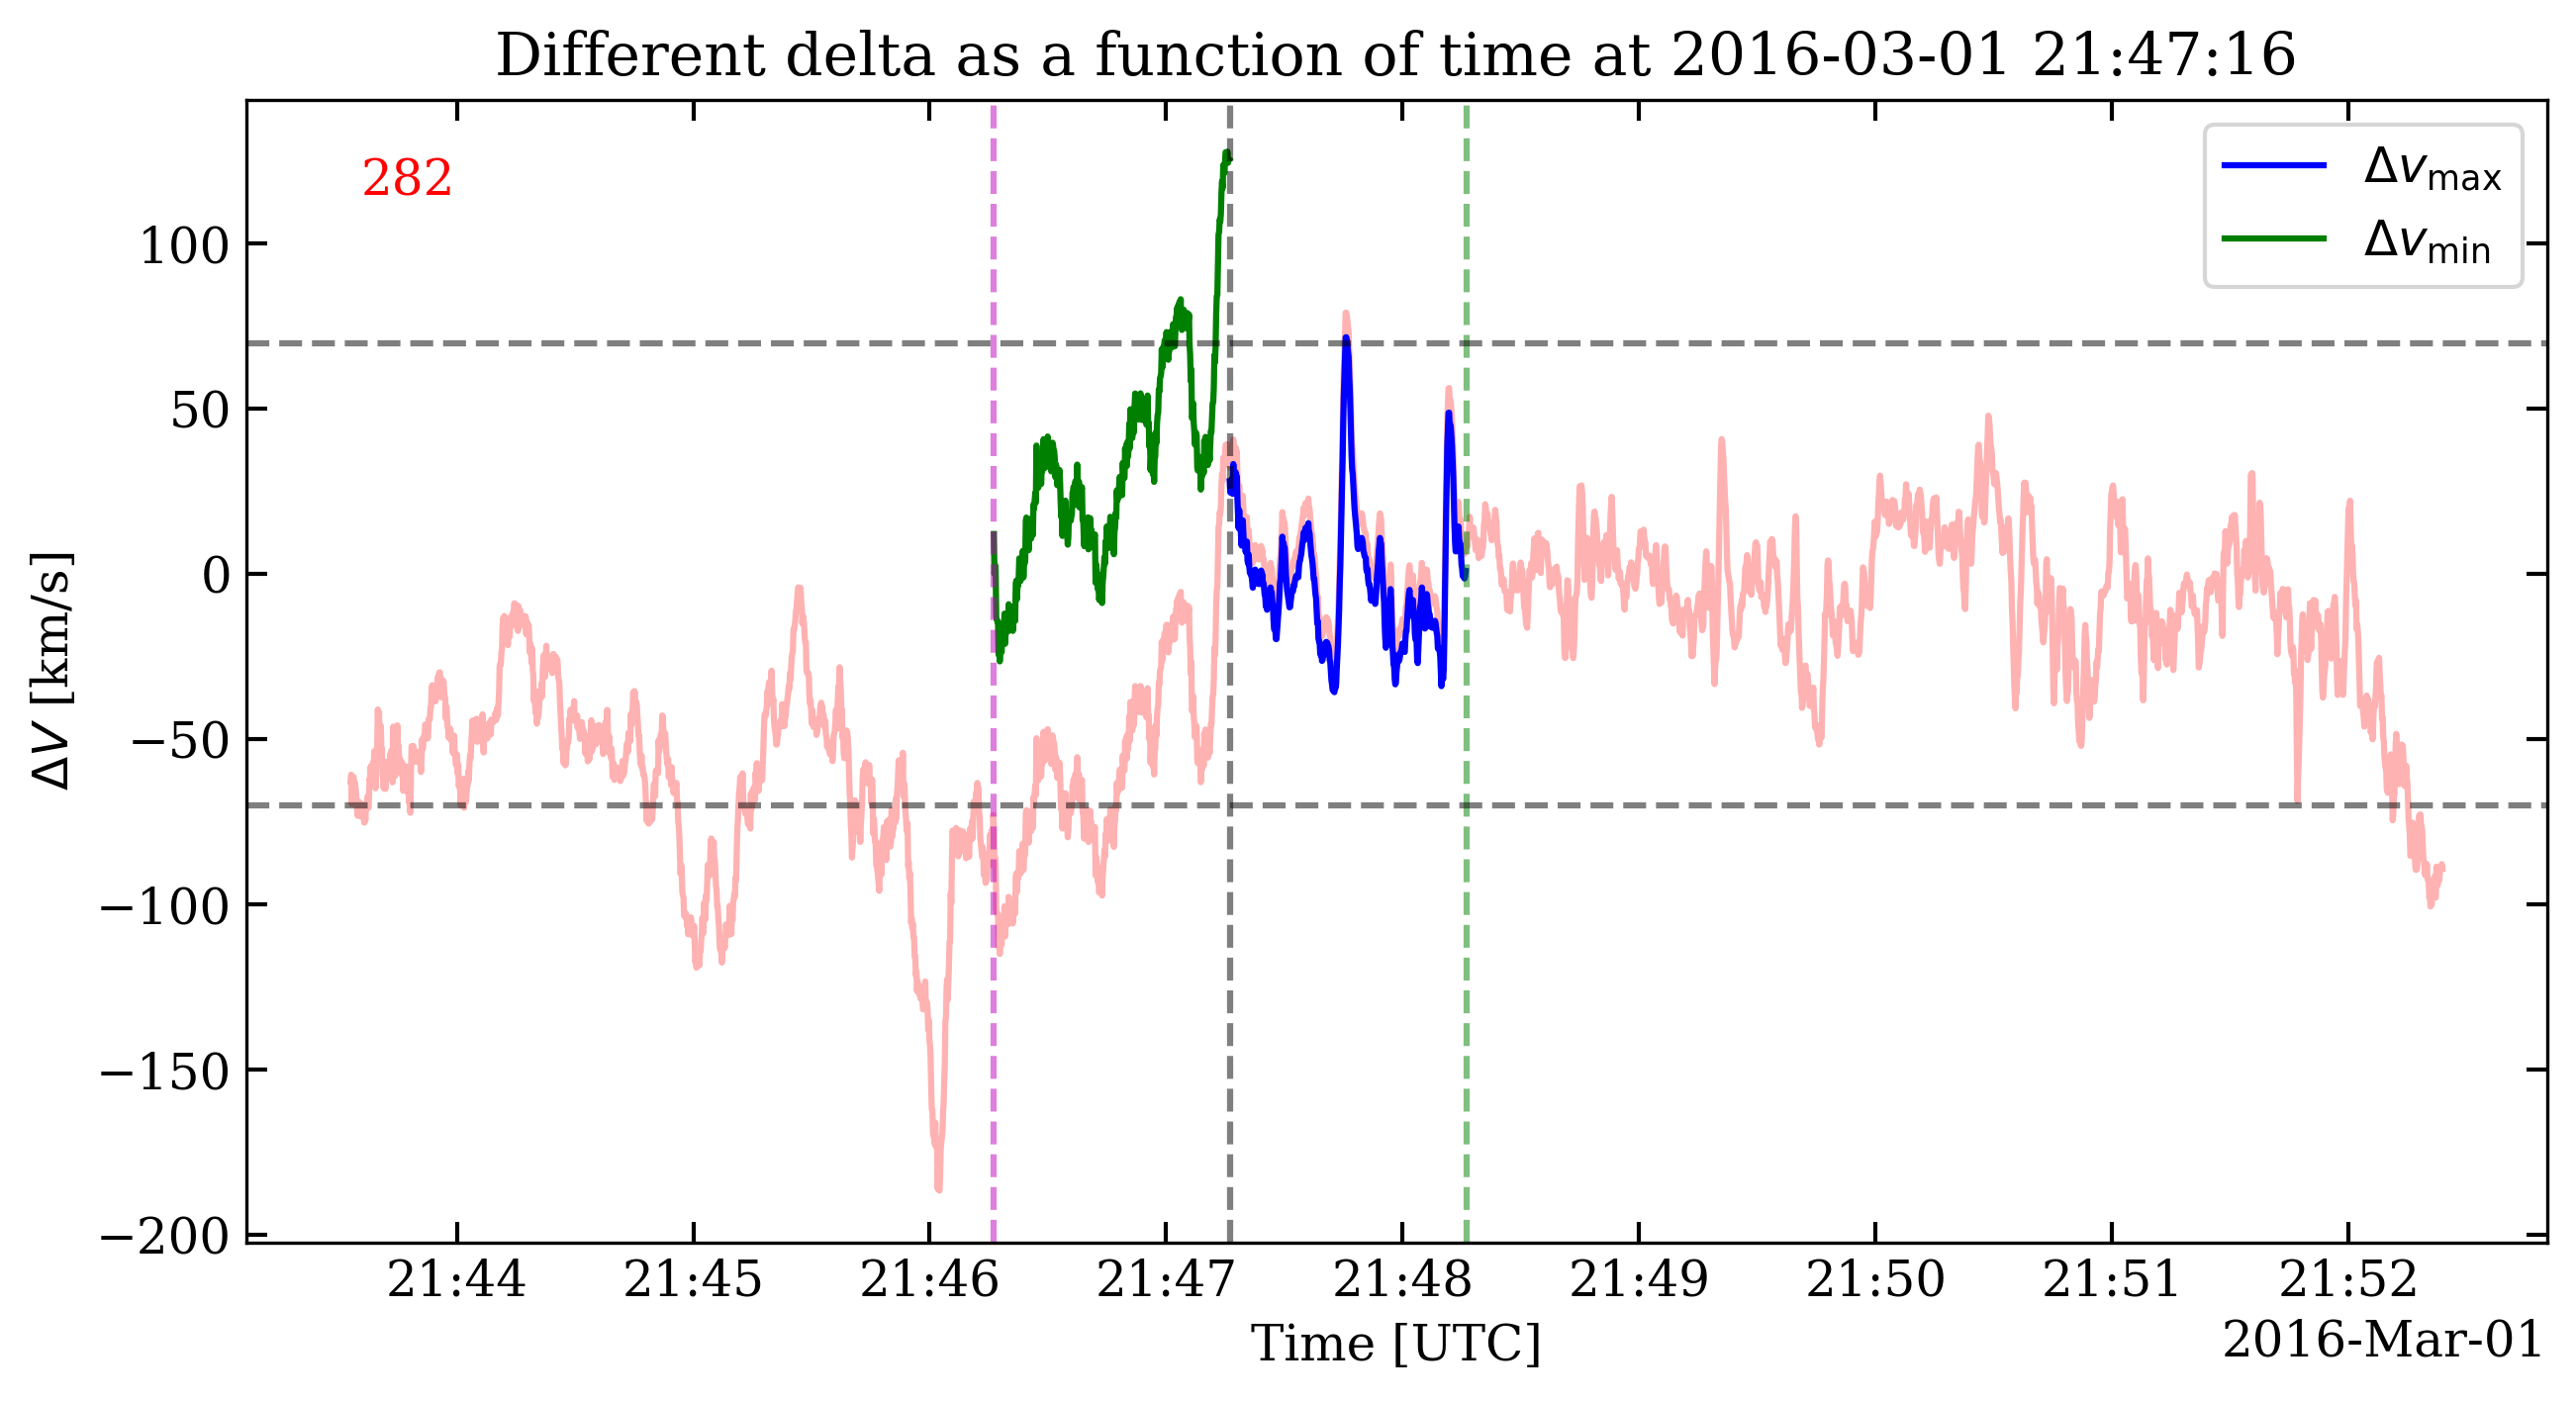 Different delta as a function of time at 2016-03-01 21:47:16
282
Δv_max
Δv_min
ΔV [km/s]
100
50
0
−50
−100
−150
−200
21:44 21:45 21:46 21:47 21:48 21:49 21:50 21:51 21:52
Time [UTC]
2016-Mar-01